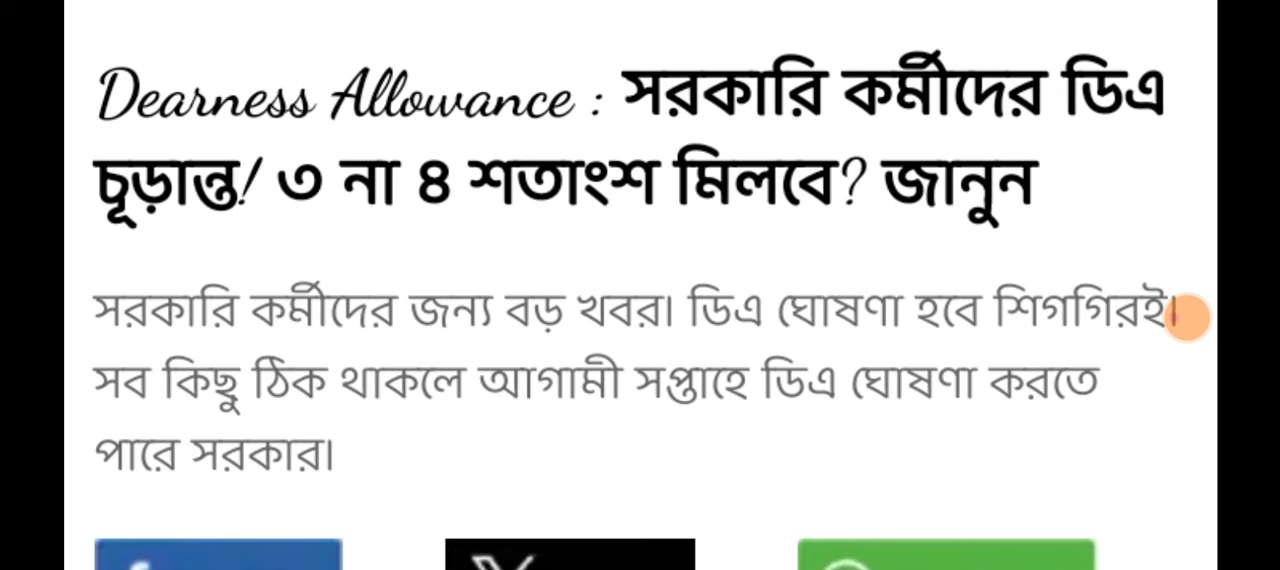 Dearness Allowance : সরকারি কর্মীদের ডিএ
চূড়ান্ত! ৩ না ৪ শতাংশ মিলবে? জানুন
সরকারি কর্মীদের জন্য বড় খবর। ডিএ ঘোষণা হবে শিগগিরই।
সব কিছু ঠিক থাকলে আগামী সপ্তাহে ডিএ ঘোষণা করতে
পারে সরকার।